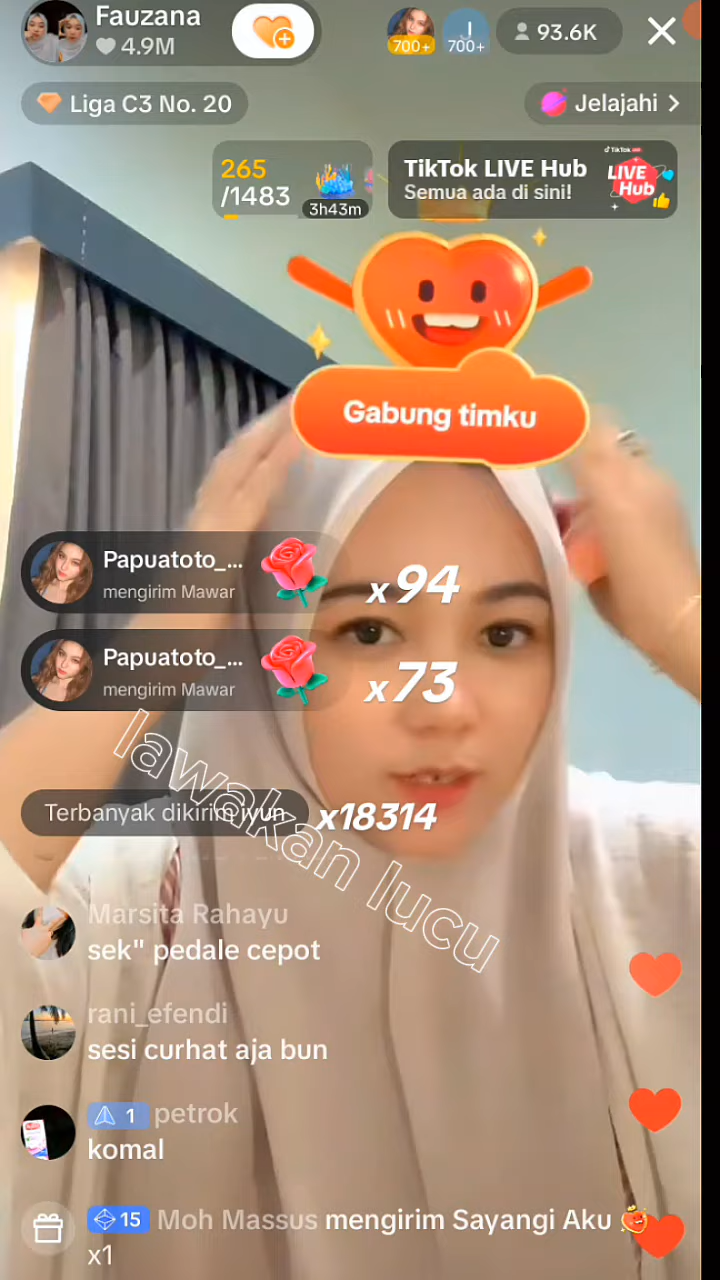 Fauzana
4.9M
700+
700+
93.6K
Liga C3 No. 20
Jelajahi
265
/1483
3h43m
TikTok LIVE Hub
Semua ada di sini!
TikTok
LIVE
Hub
Gabung timku
Papuatoto_...
mengirim Mawar
x94
Papuatoto_...
mengirim Mawar
x73
Terbanyak dikirim iyun x18314
lawakan lucu
Marsita Rahayu
sek" pedale cepot
rani_efendi
sesi curhat aja bun
1 petrok
komal
15 Moh Massus mengirim Sayangi Aku
x1